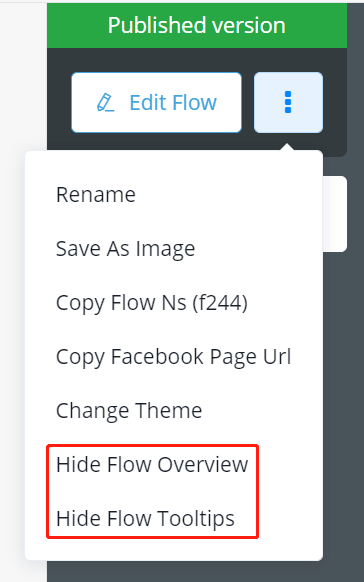 Published version
Edit Flow
Rename
Save As Image
Copy Flow Ns (f244)
Copy Facebook Page Url
Change Theme
Hide Flow Overview
Hide Flow Tooltips